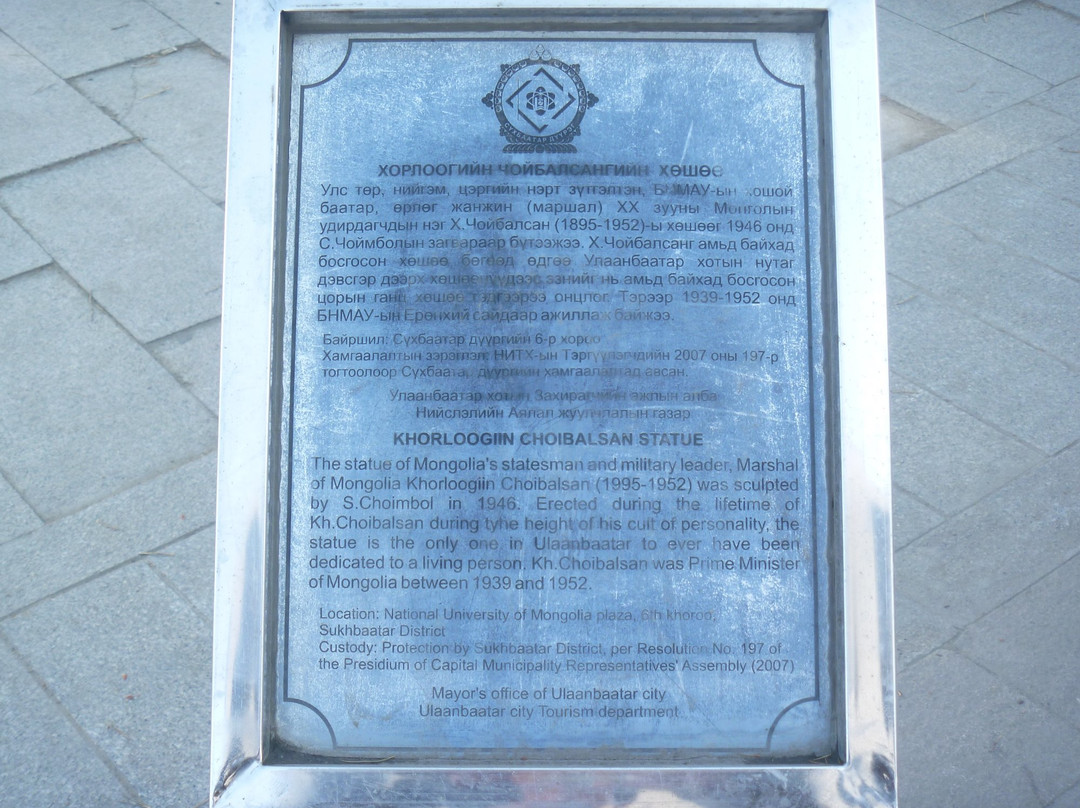 СҮХБААТАР ДҮҮРЭГ
ХОРЛООГИЙН ЧОЙБАЛСАНГИЙН ХӨШӨӨ
Улс төр, нийгэм, цэргийн нэрт зүтгэлтэн, БНМАУ-ын хошой
баатар, өрлөг жанжин (маршал) XX зууны Монголын
удирдагчдын нэг Х.Чойбалсан (1895-1952)-ы хөшөөг 1946 онд
С.Чоймболын загвараар бүтээжээ. Х.Чойбалсанг амьд байхад
босгосон хөшөө бөгөөд өдгөө Улаанбаатар хотын нутаг
дэвсгэр дээрх хөшөөнүүдээс эзнийг нь амьд байхад босгосон
цорын ганц хөшөө гэдгээрээ онцлог. Тэрээр 1939-1952 онд
БНМАУ-ын Ерөнхий сайдаар ажиллаж байжээ.
Байршил: Сүхбаатар дүүргийн 6-р хороо
Хамгаалалтын зэрэглэл: НИТХ-ын Тэргүүлэгчдийн 2007 оны 197-р
тогтоолоор Сүхбаатар дүүргийн хамгаалалтад авсан.
Улаанбаатар хотын Захирагчийн ажлын алба
Нийслэлийн Аялал жуулчлалын газар
KHORLOOGIIN CHOIBALSAN STATUE
The statue of Mongolia's statesman and military leader, Marshal
of Mongolia Khorloogiin Choibalsan (1995-1952) was sculpted
by S.Choimbol in 1946. Erected during the lifetime of
Kh.Choibalsan during tyhe height of his cult of personality, the
statue is the only one in Ulaanbaatar to ever have been
dedicated to a living person. Kh.Choibalsan was Prime Minister
of Mongolia between 1939 and 1952.
Location: National University of Mongolia plaza, 6th khoroo,
Sukhbaatar District
Custody: Protection by Sukhbaatar District, per Resolution No. 197 of
the Presidium of Capital Municipality Representatives' Assembly (2007)
Mayor's office of Ulaanbaatar city
Ulaanbaatar city Tourism department